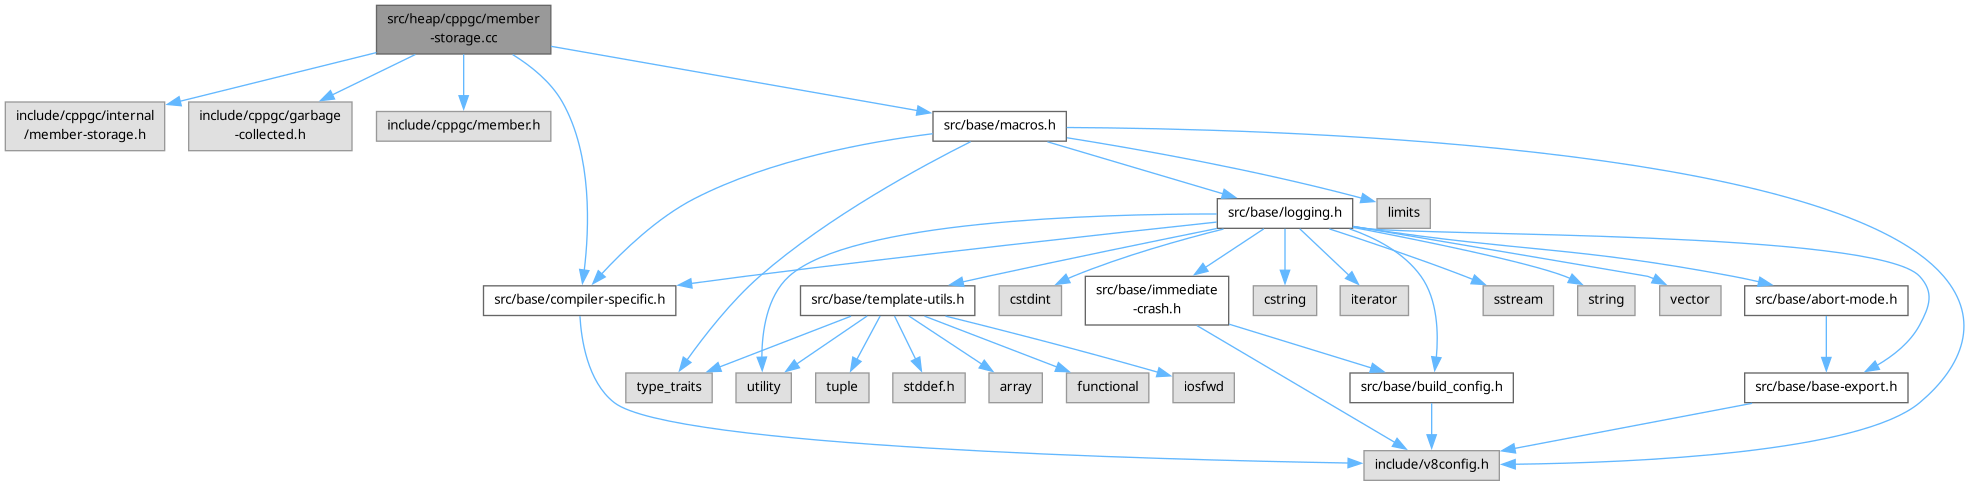 src/heap/cppgc/member
-storage.cc
include/cppgc/internal
/member-storage.h
include/cppgc/garbage
-collected.h
include/cppgc/member.h
src/base/macros.h
src/base/logging.h
limits
src/base/compiler-specific.h
src/base/template-utils.h
cstdint
src/base/immediate
-crash.h
cstring
iterator
sstream
string
vector
src/base/abort-mode.h
type_traits
utility
tuple
stddef.h
array
functional
iosfwd
src/base/build_config.h
src/base/base-export.h
include/v8config.h